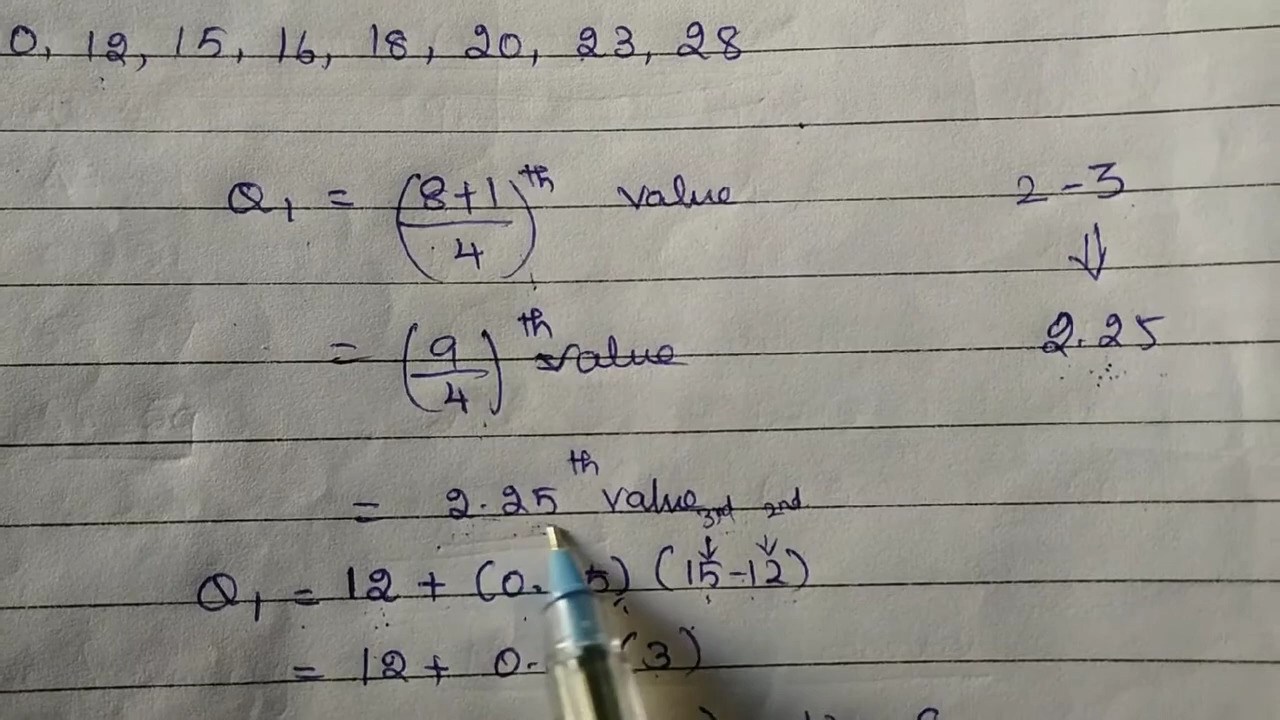 0, 12, 15, 16, 18, 20, 23, 28
Q₁ = (8+1/4)ᵗʰ value
2-3
⇓
= (9/4)ᵗʰ value
2.25
= 2.25ᵗʰ value
3rd 2nd
↓ ↓
Q₁ = 12 + (0. 5) (15-12)
= 12 + 0. (3)